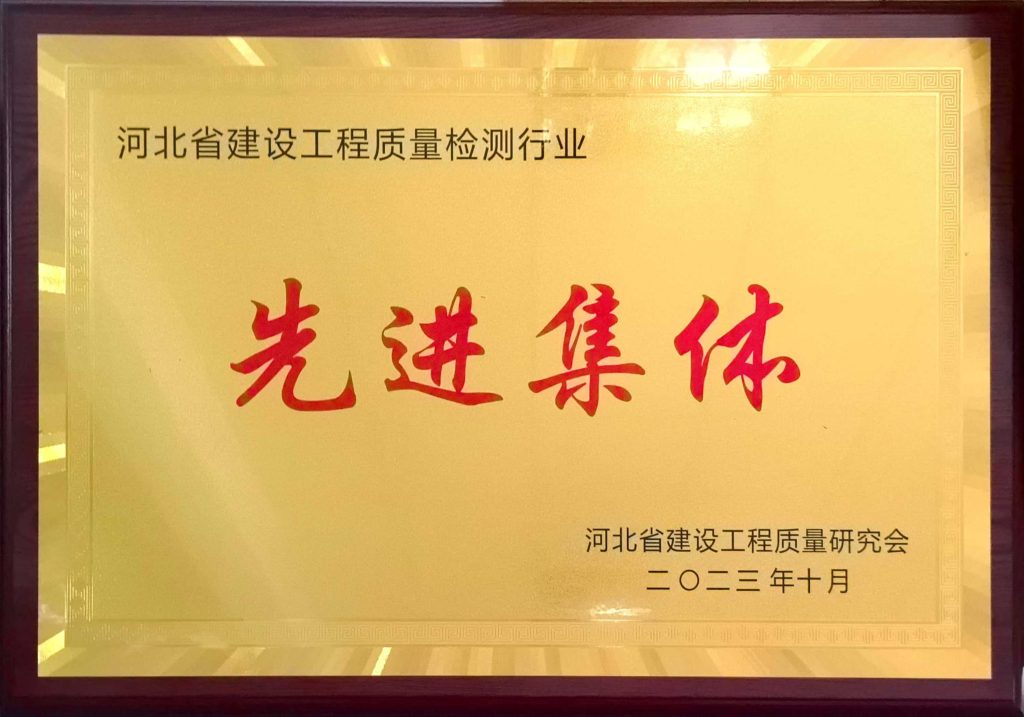 河北省建设工程质量检测行业
先进集体
河北省建设工程质量研究会
二〇二三年十月